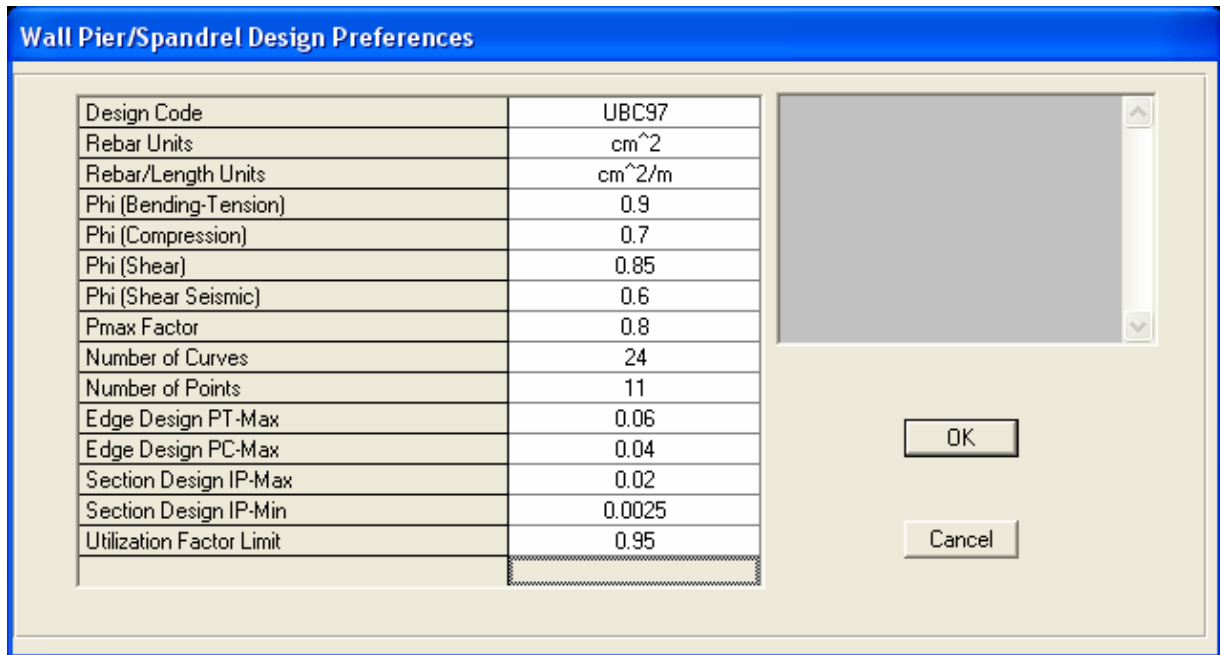 Wall Pier/Spandrel Design Preferences
Design Code UBC97
Rebar Units cm^2
Rebar/Length Units cm^2/m
Phi (Bending-Tension) 0.9
Phi (Compression) 0.7
Phi (Shear) 0.85
Phi (Shear Seismic) 0.6
Pmax Factor 0.8
Number of Curves 24
Number of Points 11
Edge Design PT-Max 0.06
Edge Design PC-Max 0.04
Section Design IP-Max 0.02
Section Design IP-Min 0.0025
Utilization Factor Limit 0.95
OK
Cancel